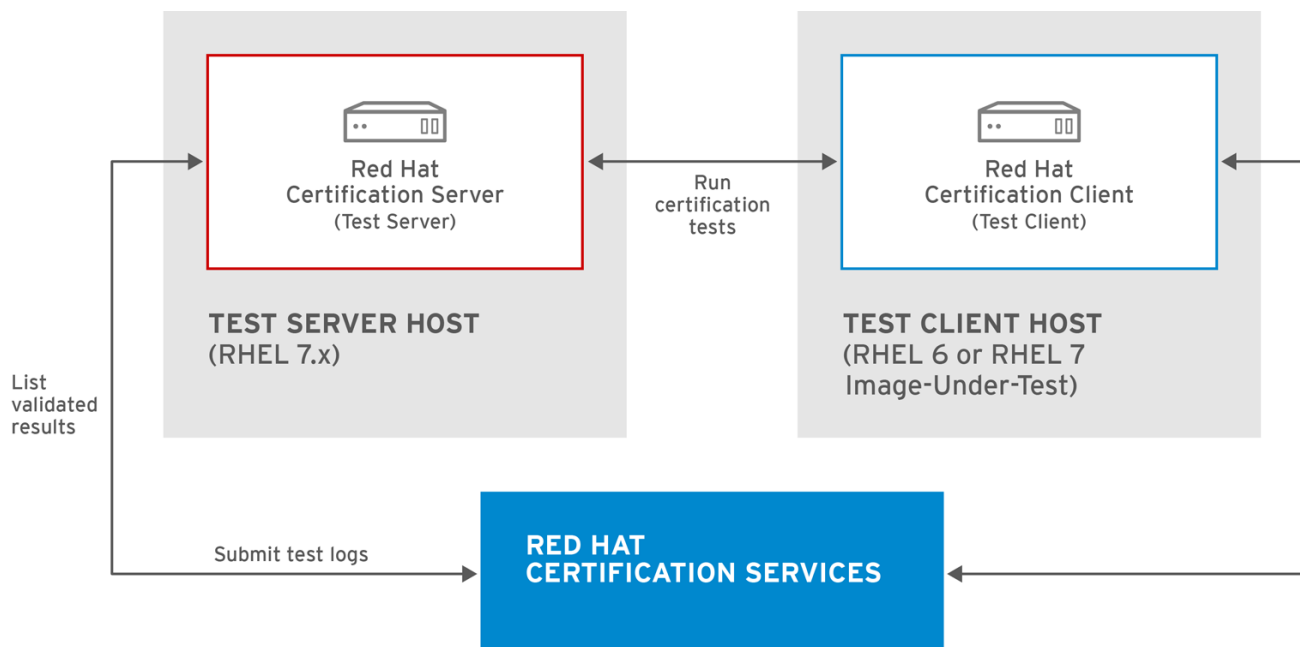 Red Hat
Certification Server
(Test Server)
Run
certification
tests
Red Hat
Certification Client
(Test Client)
TEST SERVER HOST
(RHEL 7.x)
TEST CLIENT HOST
(RHEL 6 or RHEL 7
Image-Under-Test)
List
validated
results
Submit test logs
RED HAT
CERTIFICATION SERVICES